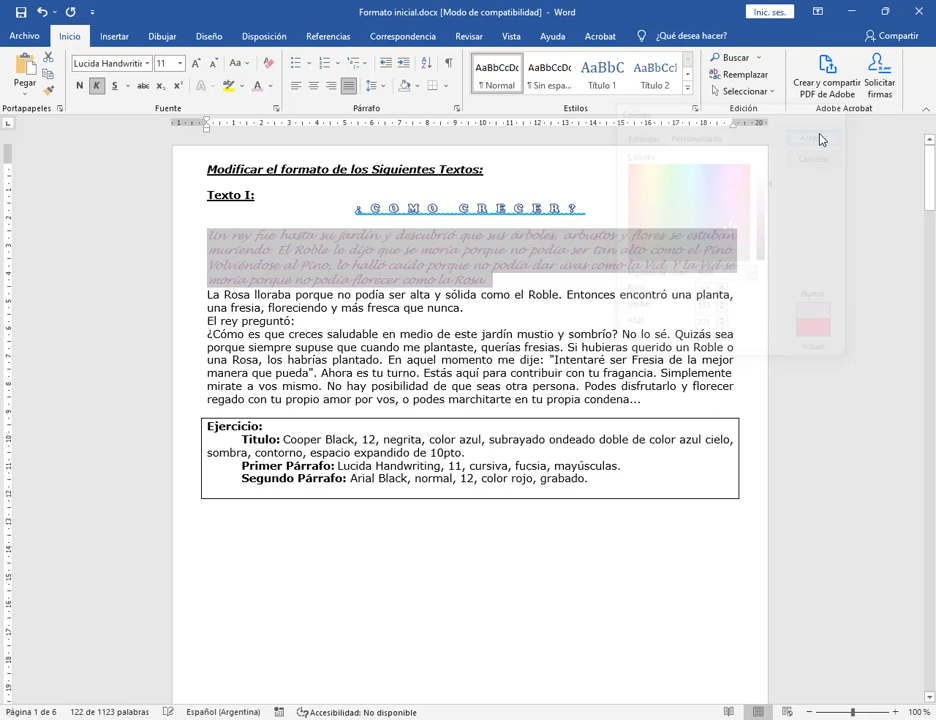 Formato inicial.docx [Modo de compatibilidad] - Word
Inic. ses.
Archivo Inicio Insertar Dibujar Diseño Disposición Referencias Correspondencia Revisar Vista Ayuda Acrobat ¿Qué desea hacer? Compartir
Pegar
Lucida Handwriti 11 Aa
N K S abc x₂ x² A A
AaBbCcDc AaBbCcDc AaBbC AaBbCcl
¶ Normal ¶ Sin espa... Título 1 Título 2
Buscar
Reemplazar
Seleccionar
Crear y compartir PDF de Adobe
Solicitar firmas
Portapapeles Fuente Párrafo Estilos Edición Adobe Acrobat
Modificar el formato de los Siguientes Textos:
Texto I:
¿COMO CRECER?
Un rey fue hasta su jardín y descubrió que sus árboles, arbustos y flores se estaban
muriendo. El Roble le dijo que se moría porque no podía ser tan alto como el Pino.
Volviéndose al Pino, lo halló caído porque no podía dar uvas como la Vid. Y la Vid se
moría porque no podía florecer como la Rosa.
La Rosa lloraba porque no podía ser alta y sólida como el Roble. Entonces encontró una planta,
una fresia, floreciendo y más fresca que nunca.
El rey preguntó:
¿Cómo es que creces saludable en medio de este jardín mustio y sombrío? No lo sé. Quizás sea
porque siempre supuse que cuando me plantaste, querías fresias. Si hubieras querido un Roble o
una Rosa, los habrías plantado. En aquel momento me dije: "Intentaré ser Fresia de la mejor
manera que pueda". Ahora es tu turno. Estás aquí para contribuir con tu fragancia. Simplemente
mirate a vos mismo. No hay posibilidad de que seas otra persona. Podes disfrutarlo y florecer
regado con tu propio amor por vos, o podes marchitarte en tu propia condena...
Ejercicio:
Titulo: Cooper Black, 12, negrita, color azul, subrayado ondeado doble de color azul cielo,
sombra, contorno, espacio expandido de 10pto.
Primer Párrafo: Lucida Handwriting, 11, cursiva, fucsia, mayúsculas.
Segundo Párrafo: Arial Black, normal, 12, color rojo, grabado.
Colores
Estándar Personalizada
Colores
Aceptar
Cancelar
Nuevo
Actual
Página 1 de 6 122 de 1123 palabras Español (Argentina) Accesibilidad: No disponible 100 %